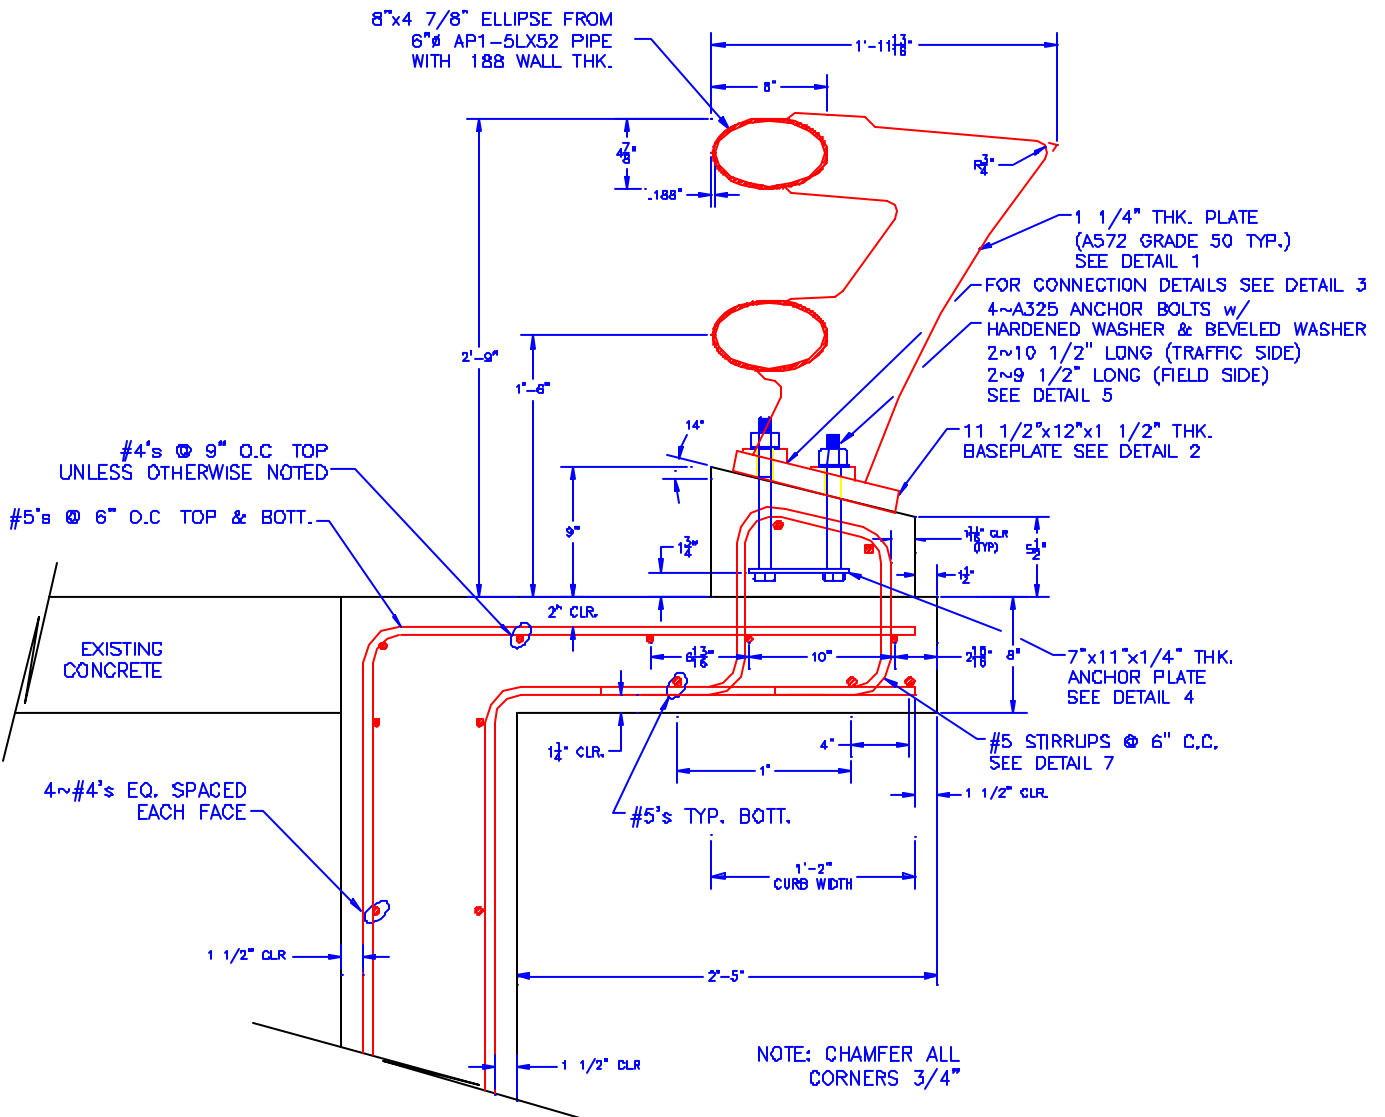 8"x4 7/8" ELLIPSE FROM
6"ø AP1-5LX52 PIPE
WITH .188 WALL THK.
1'-11 13/16"
8"
4 7/8"
.188"
R 3/4"
1 1/4" THK. PLATE
(A572 GRADE 50 TYP.)
SEE DETAIL 1
FOR CONNECTION DETAILS SEE DETAIL 3
4~A325 ANCHOR BOLTS w/
HARDENED WASHER & BEVELED WASHER
2~10 1/2" LONG (TRAFFIC SIDE)
2~9 1/2" LONG (FIELD SIDE)
SEE DETAIL 5
2'-9"
1'-8"
14°
11 1/2"x12"x1 1/2" THK.
BASEPLATE SEE DETAIL 2
#4's @ 9" O.C TOP
UNLESS OTHERWISE NOTED
#5's @ 6" O.C TOP & BOTT.
9"
1 3/4"
CLR
(TYP)
5 1/2"
1 1/2"
2" CLR.
EXISTING
CONCRETE
6 13/16"
10"
8"
7"x11"x1/4" THK.
ANCHOR PLATE
SEE DETAIL 4
1 1/4" CLR.
4"
1"
#5 STIRRUPS @ 6" C.C.
SEE DETAIL 7
4~#4's EQ. SPACED
EACH FACE
#5's TYP. BOTT.
1 1/2" CLR.
1'-2"
CURB WIDTH
1 1/2" CLR
2'-5"
1 1/2" CLR
NOTE: CHAMFER ALL
CORNERS 3/4"